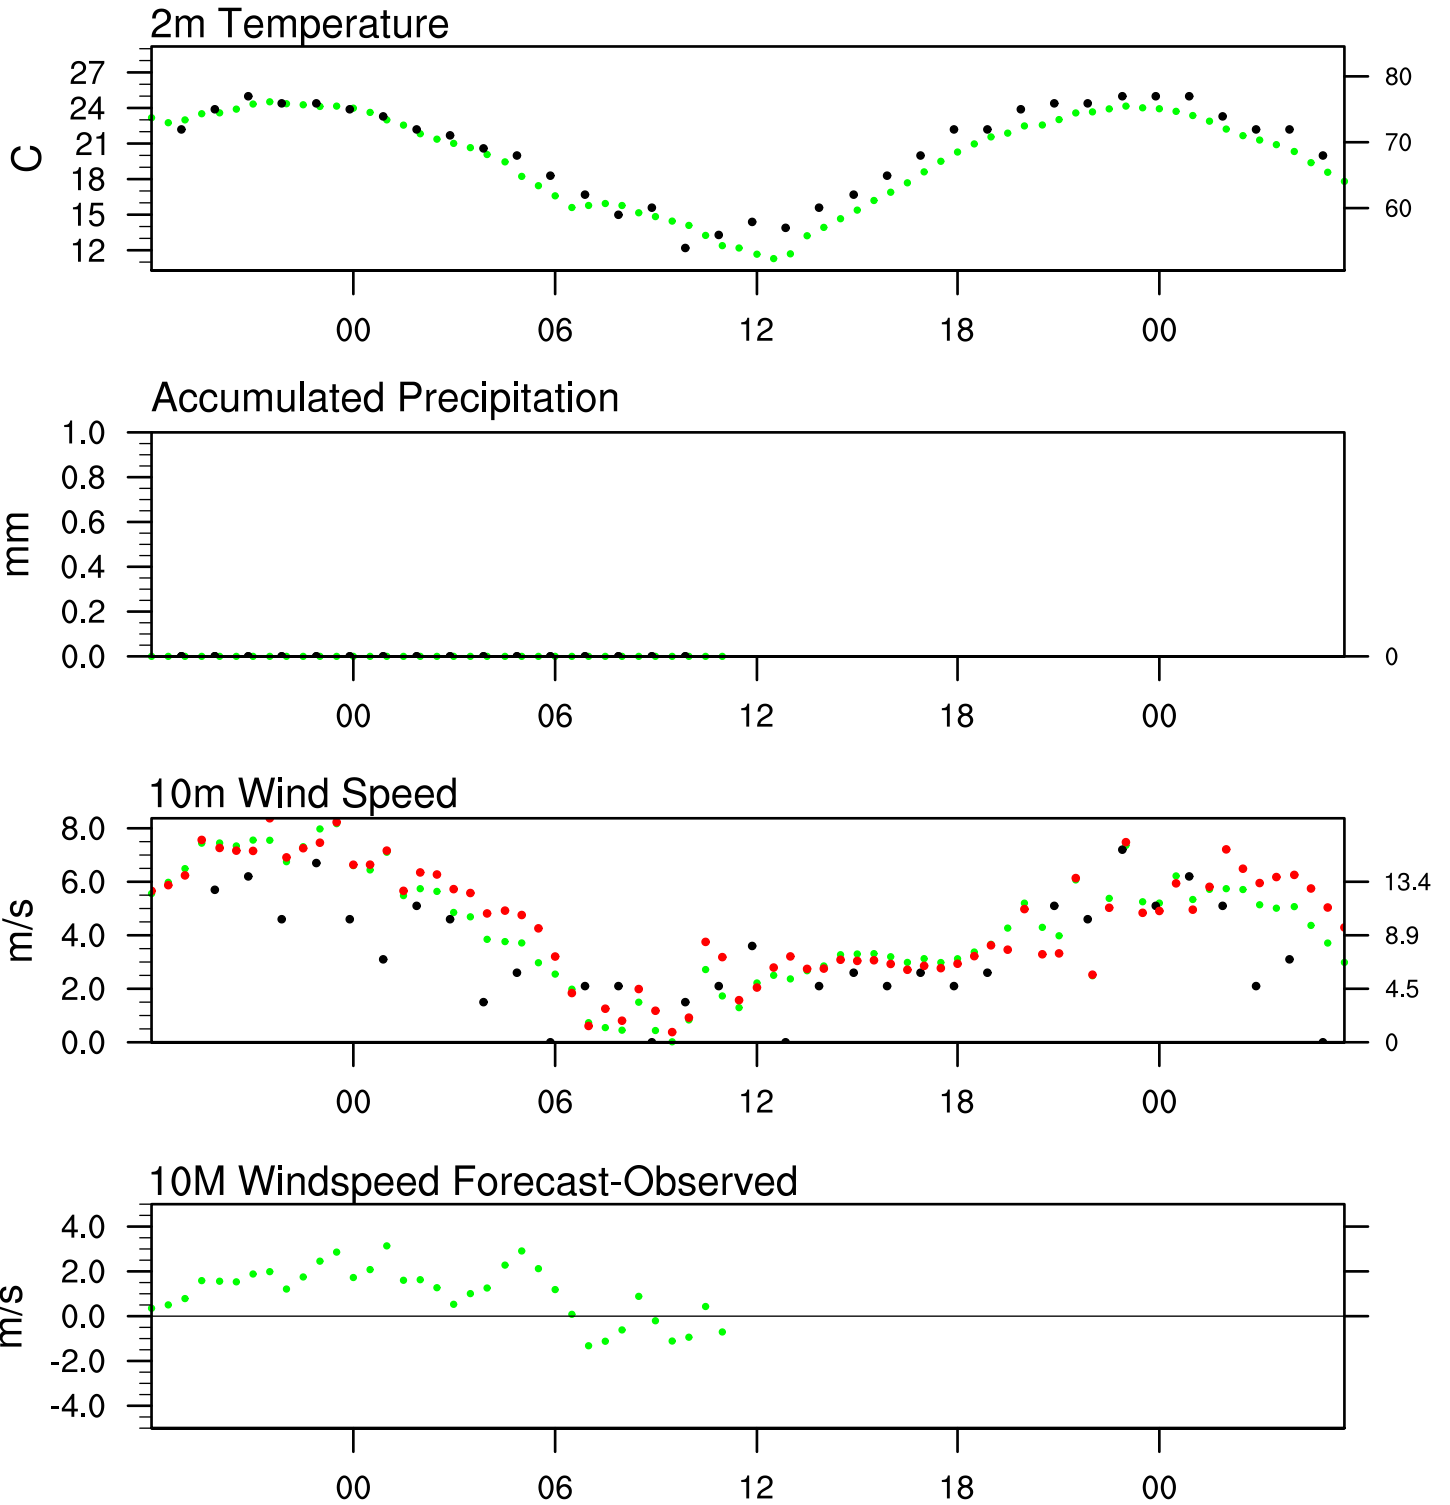 2m Temperature
27
24
21
18
15
12
C
80
70
60
00 06 12 18 00
Accumulated Precipitation
1.0
0.8
0.6
0.4
0.2
0.0
mm
0
00 06 12 18 00
10m Wind Speed
8.0
6.0
4.0
2.0
0.0
m/s
13.4
8.9
4.5
0
00 06 12 18 00
10M Windspeed Forecast-Observed
4.0
2.0
0.0
-2.0
-4.0
m/s
00 06 12 18 00